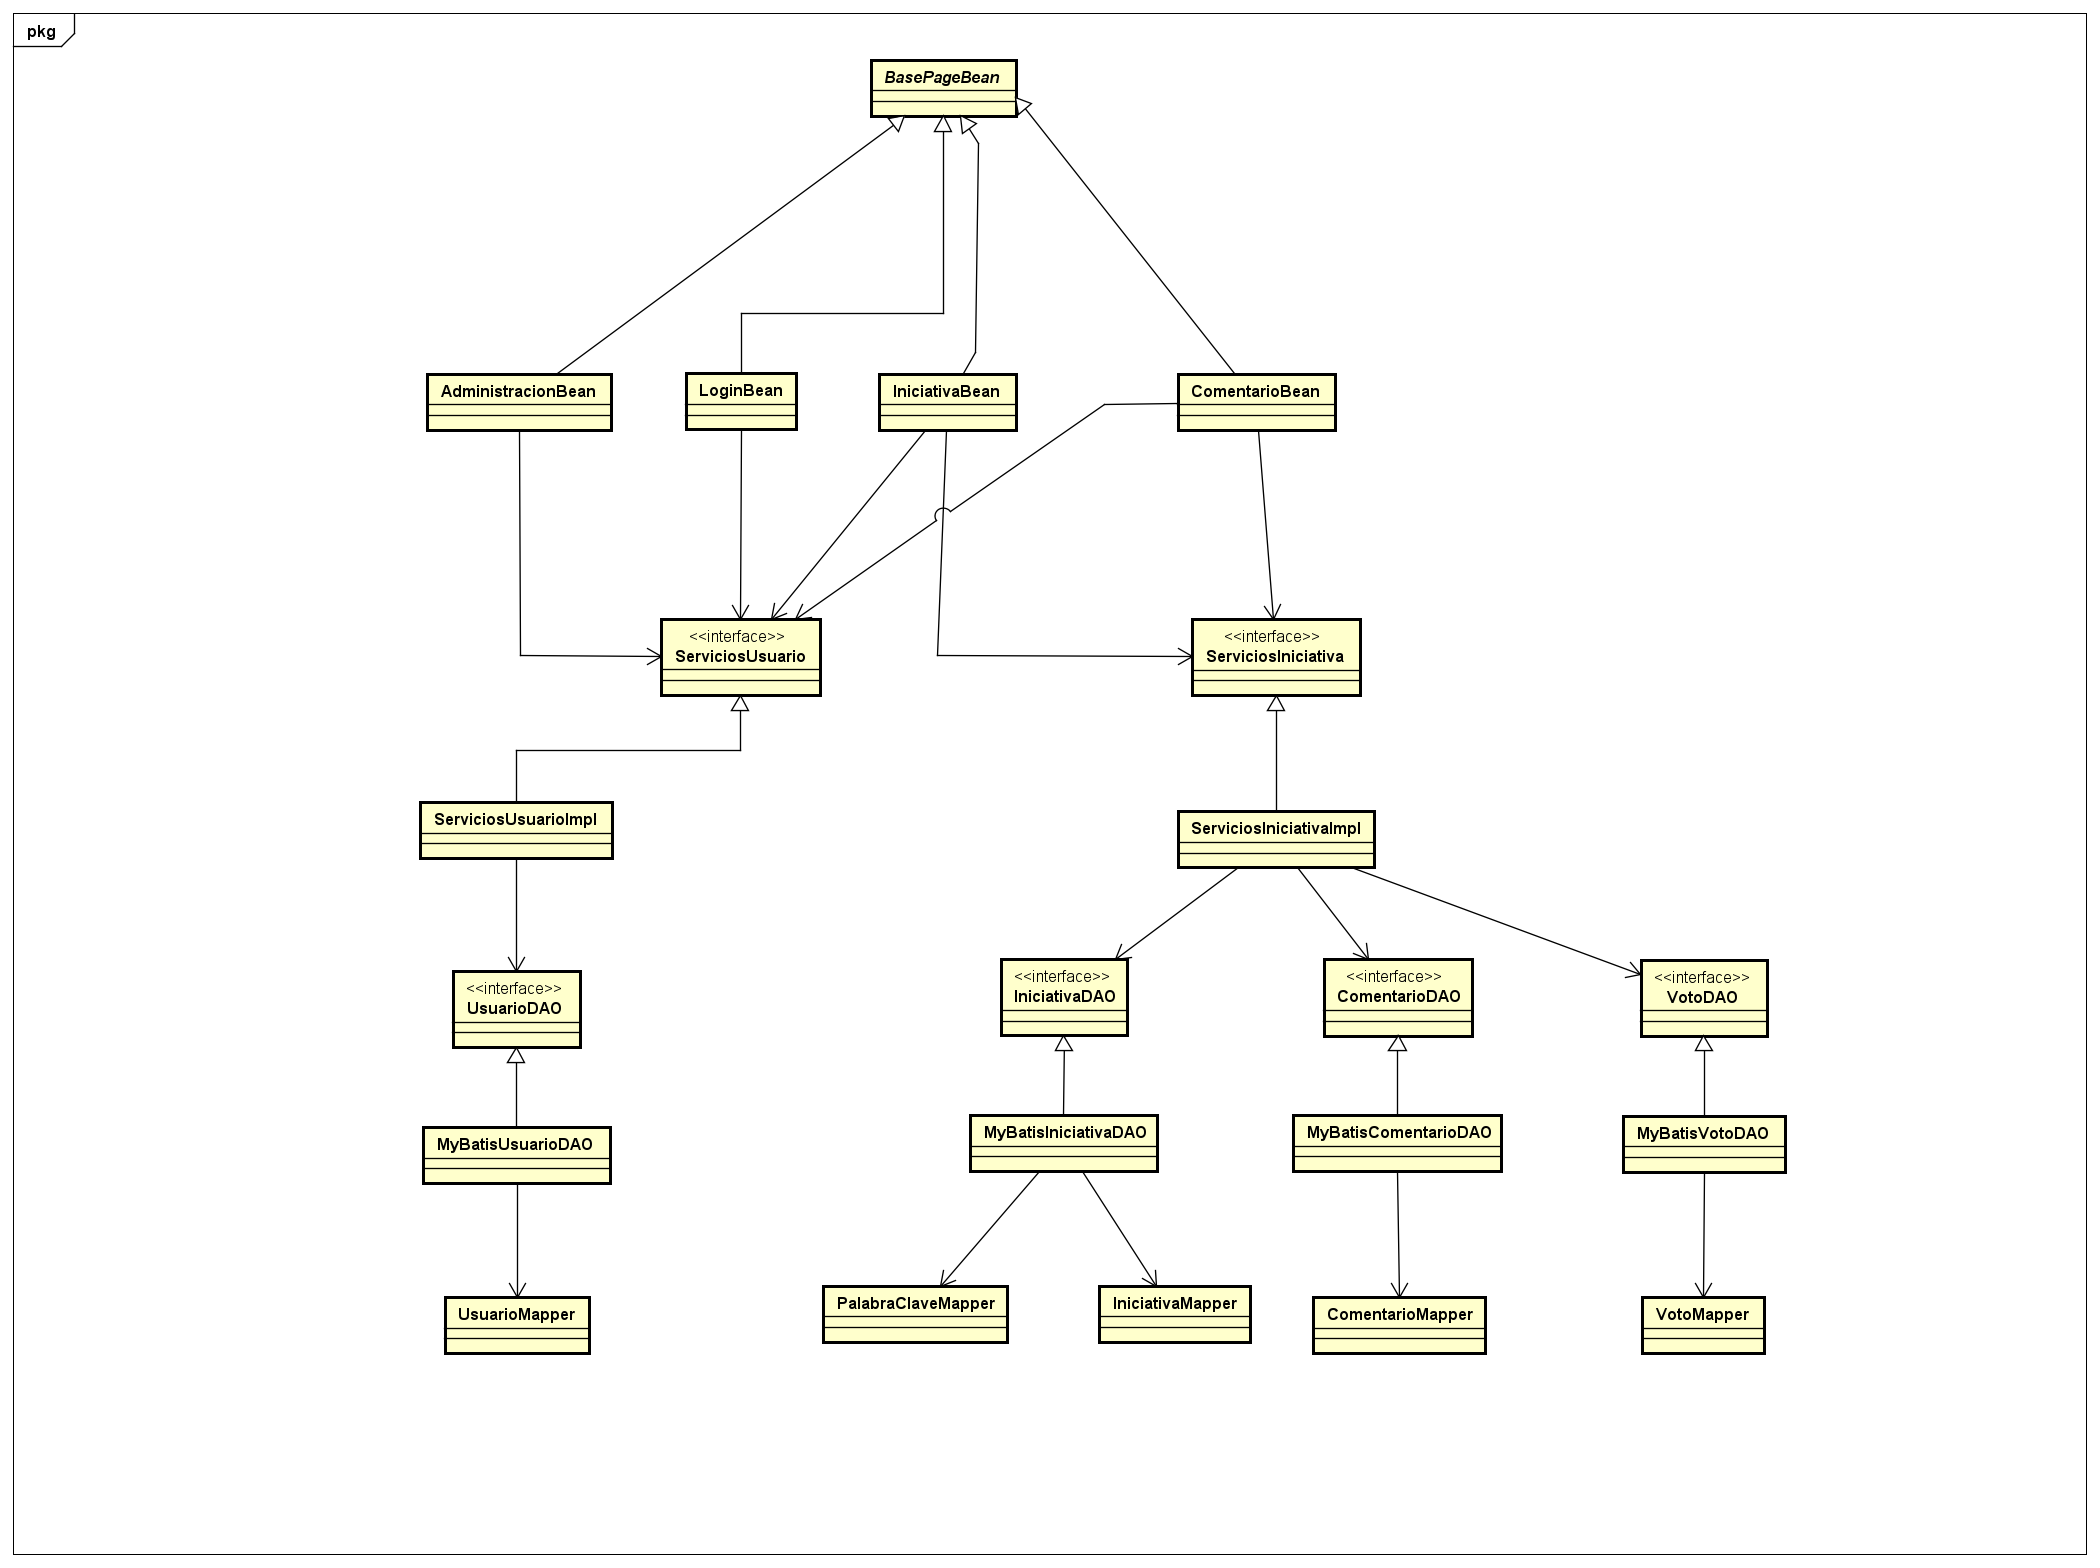 pkg
BasePageBean
AdministracionBean
LoginBean
IniciativaBean
ComentarioBean
<<interface>>
ServiciosUsuario
<<interface>>
ServiciosIniciativa
ServiciosUsuarioImpl
ServiciosIniciativaImpl
<<interface>>
UsuarioDAO
<<interface>>
IniciativaDAO
<<interface>>
ComentarioDAO
<<interface>>
VotoDAO
MyBatisUsuarioDAO
MyBatisIniciativaDAO
MyBatisComentarioDAO
MyBatisVotoDAO
UsuarioMapper
PalabraClaveMapper
IniciativaMapper
ComentarioMapper
VotoMapper